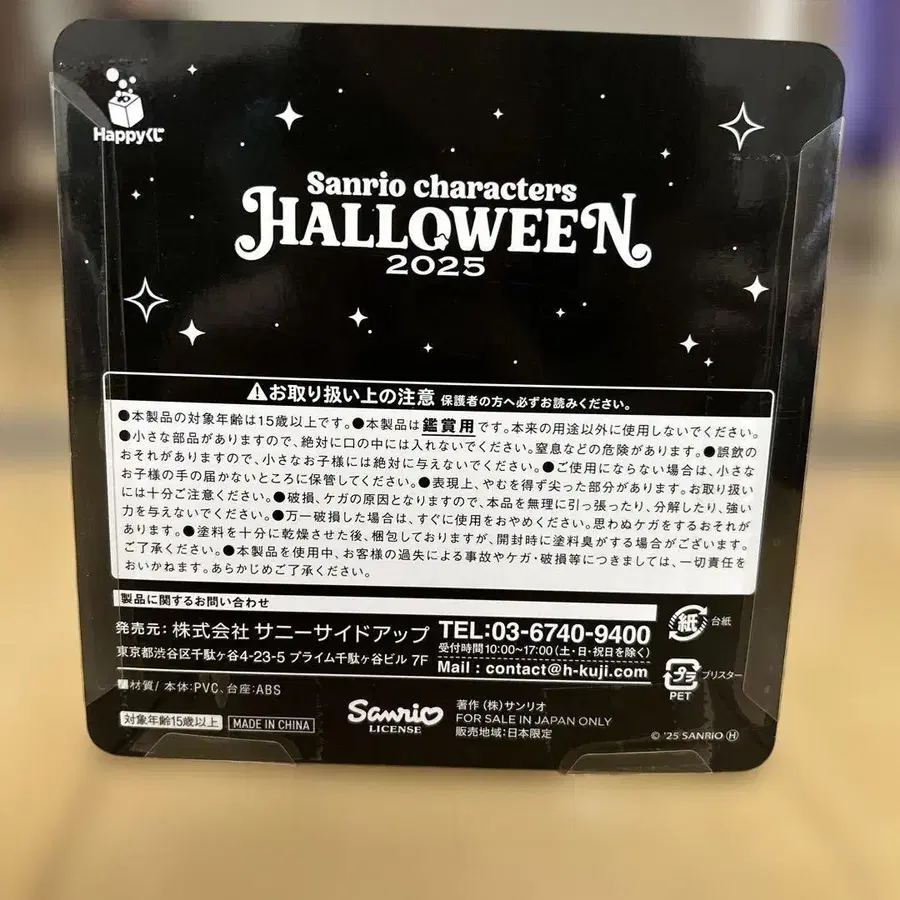 Happyくじ
Sanrio characters
HALLOWEEN
2025
⚠お取り扱い上の注意 保護者の方へ必ずお読みください。
●本製品の対象年齢は15歳以上です。●本製品は鑑賞用です。本来の用途以外に使用しないでください。
●小さな部品がありますので、絶対に口の中には入れないでください。窒息などの危険があります。●誤飲の
おそれがありますので、小さなお子様には絶対に与えないでください。●ご使用にならない場合は、小さな
お子様の手の届かないところに保管してください。●表現上、やむを得ず尖った部分があります。お取り扱い
には十分ご注意ください。●破損、ケガの原因となりますので、本品を無理に引っ張ったり、分解したり、強い
力を与えないでください。●万一破損した場合は、すぐに使用をおやめください。思わぬケガをするおそれが
あります。●塗料を十分に乾燥させた後、梱包しておりますが、開封時に塗料臭がする場合がございます。
ご了承ください。●本製品を使用中、お客様の過失による事故やケガ・破損等につきましては、一切責任を
おいかねます。あらかじめご了承ください。
製品に関するお問い合わせ
発売元:株式会社 サニーサイドアップ
東京都渋谷区千駄ヶ谷4-23-5 プライム千駄ヶ谷ビル 7F
TEL:03-6740-9400
受付時間10:00~17:00(土・日・祝日を除く)
Mail : contact@h-kuji.com
紙 台紙
プラ ブリスター
PET
材質/ 本体:PVC、台座:ABS
対象年齢15歳以上 MADE IN CHINA
Sanrio
LICENSE
著作 (株)サンリオ
FOR SALE IN JAPAN ONLY
販売地域:日本限定
© '25 SANRIO Ⓗ